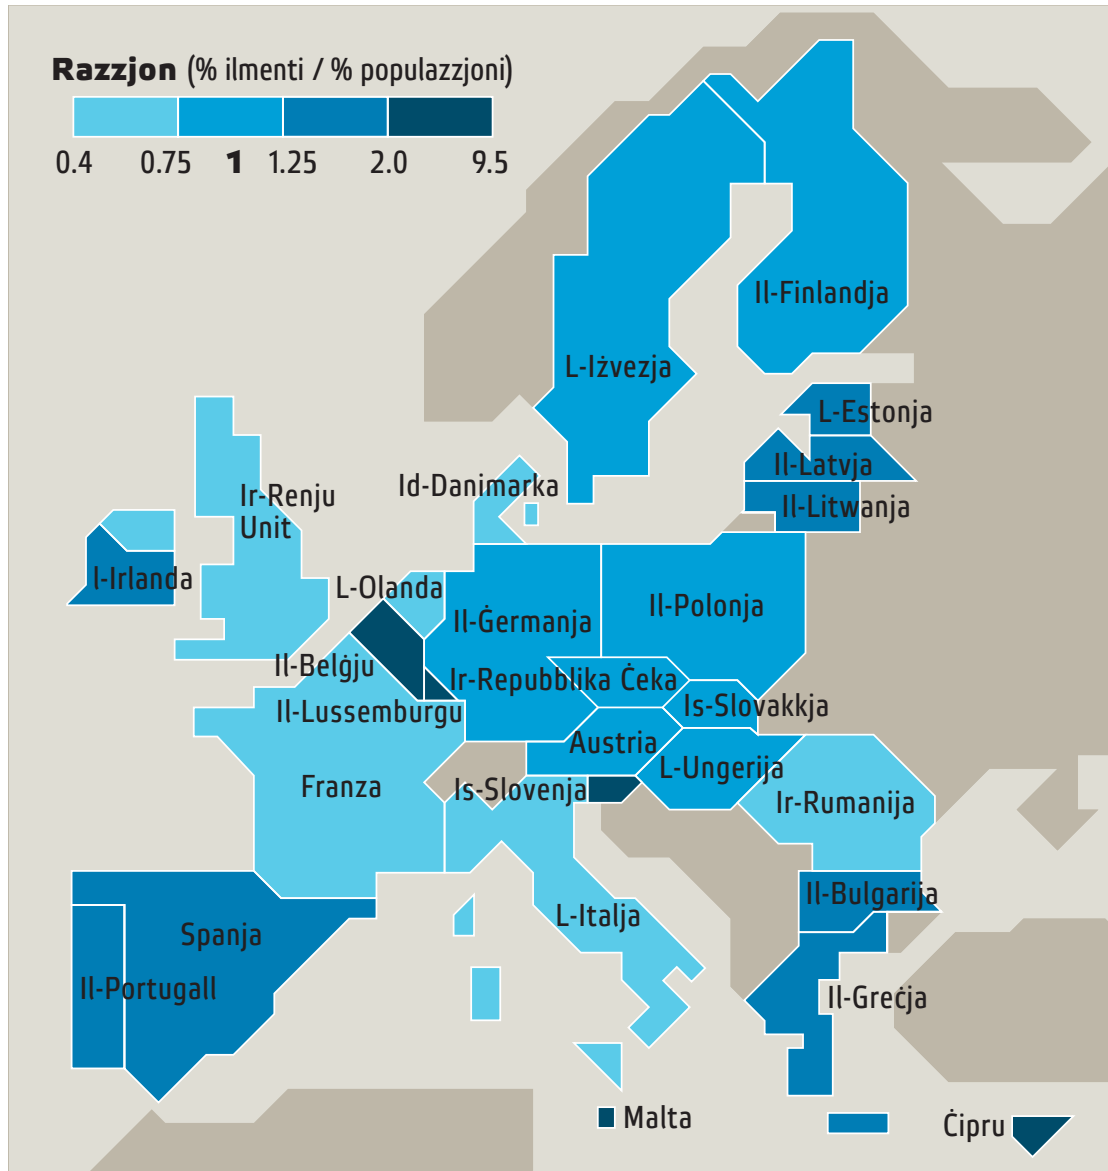 Razzjon (% ilmenti / % populazzjoni)
0.4 0.75 1 1.25 2.0 9.5
Il-Finlandja
L-Iżvezja
L-Estonja
Il-Latvja
Id-Danimarka
Ir-Renju
Unit
Il-Litwanja
I-Irlanda
L-Olanda
Il-Ġermanja
Il-Polonja
Il-Belġju
Ir-Repubblika Ċeka
Il-Lussemburgu
Is-Slovakkja
Austria
L-Ungerija
Franza
Is-Slovenja
Ir-Rumanija
Il-Bulgarija
L-Italja
Spanja
Il-Portugall
Il-Greċja
Malta
Ċipru